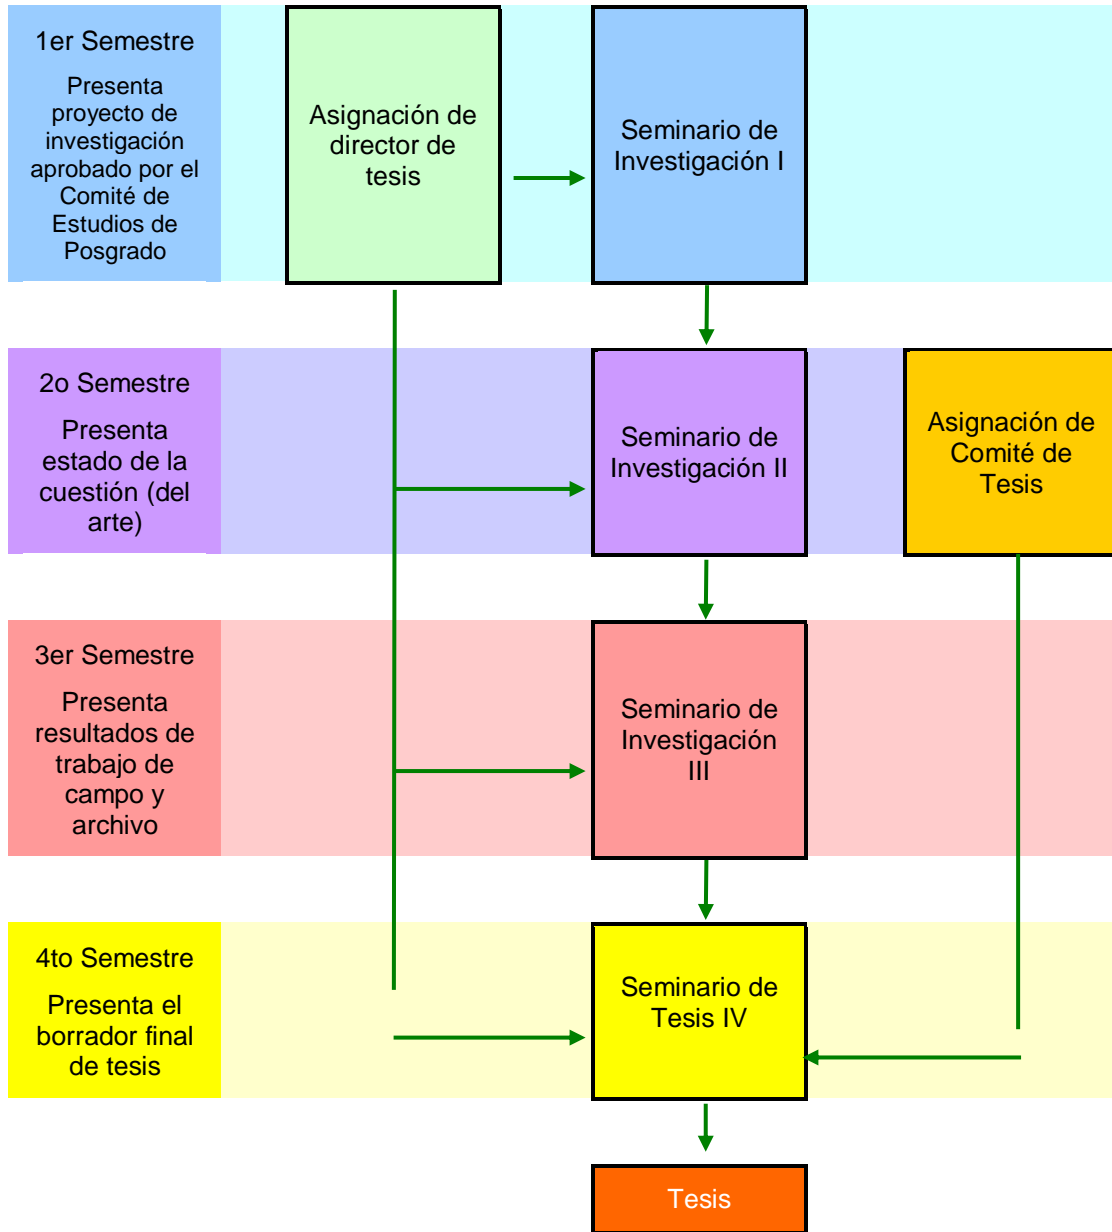 1er Semestre
Presenta
proyecto de
investigación
aprobado por el
Comité de
Estudios de
Posgrado
Asignación de
director de
tesis
Seminario de
Investigación I
2o Semestre
Presenta
estado de la
cuestión (del
arte)
Seminario de
Investigación II
Asignación de
Comité de
Tesis
3er Semestre
Presenta
resultados de
trabajo de
campo y
archivo
Seminario de
Investigación
III
4to Semestre
Presenta el
borrador final
de tesis
Seminario de
Tesis IV
Tesis